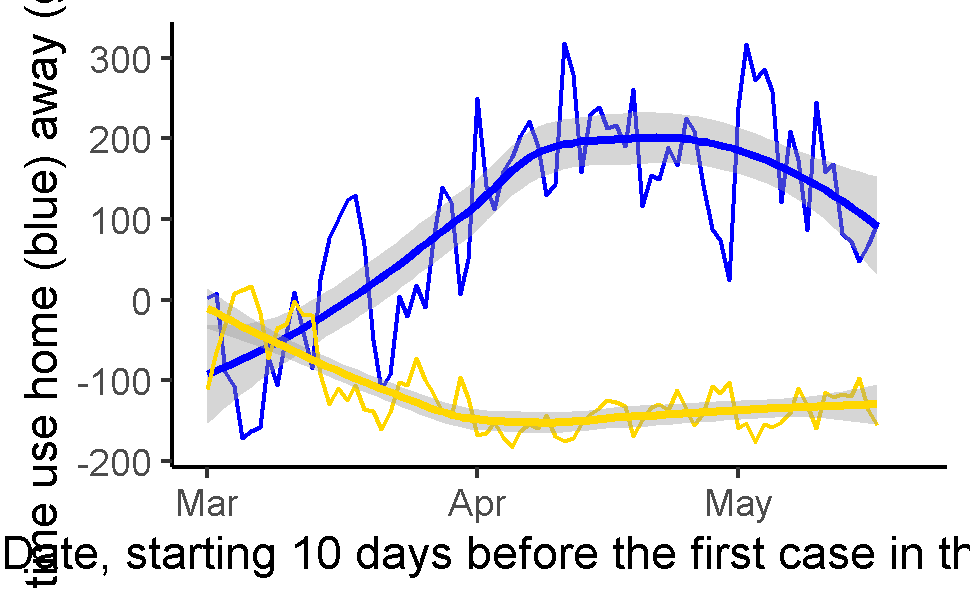 time use home (blue) away (
300
200
100
0
-100
-200
Mar Apr May
Date, starting 10 days before the first case in th